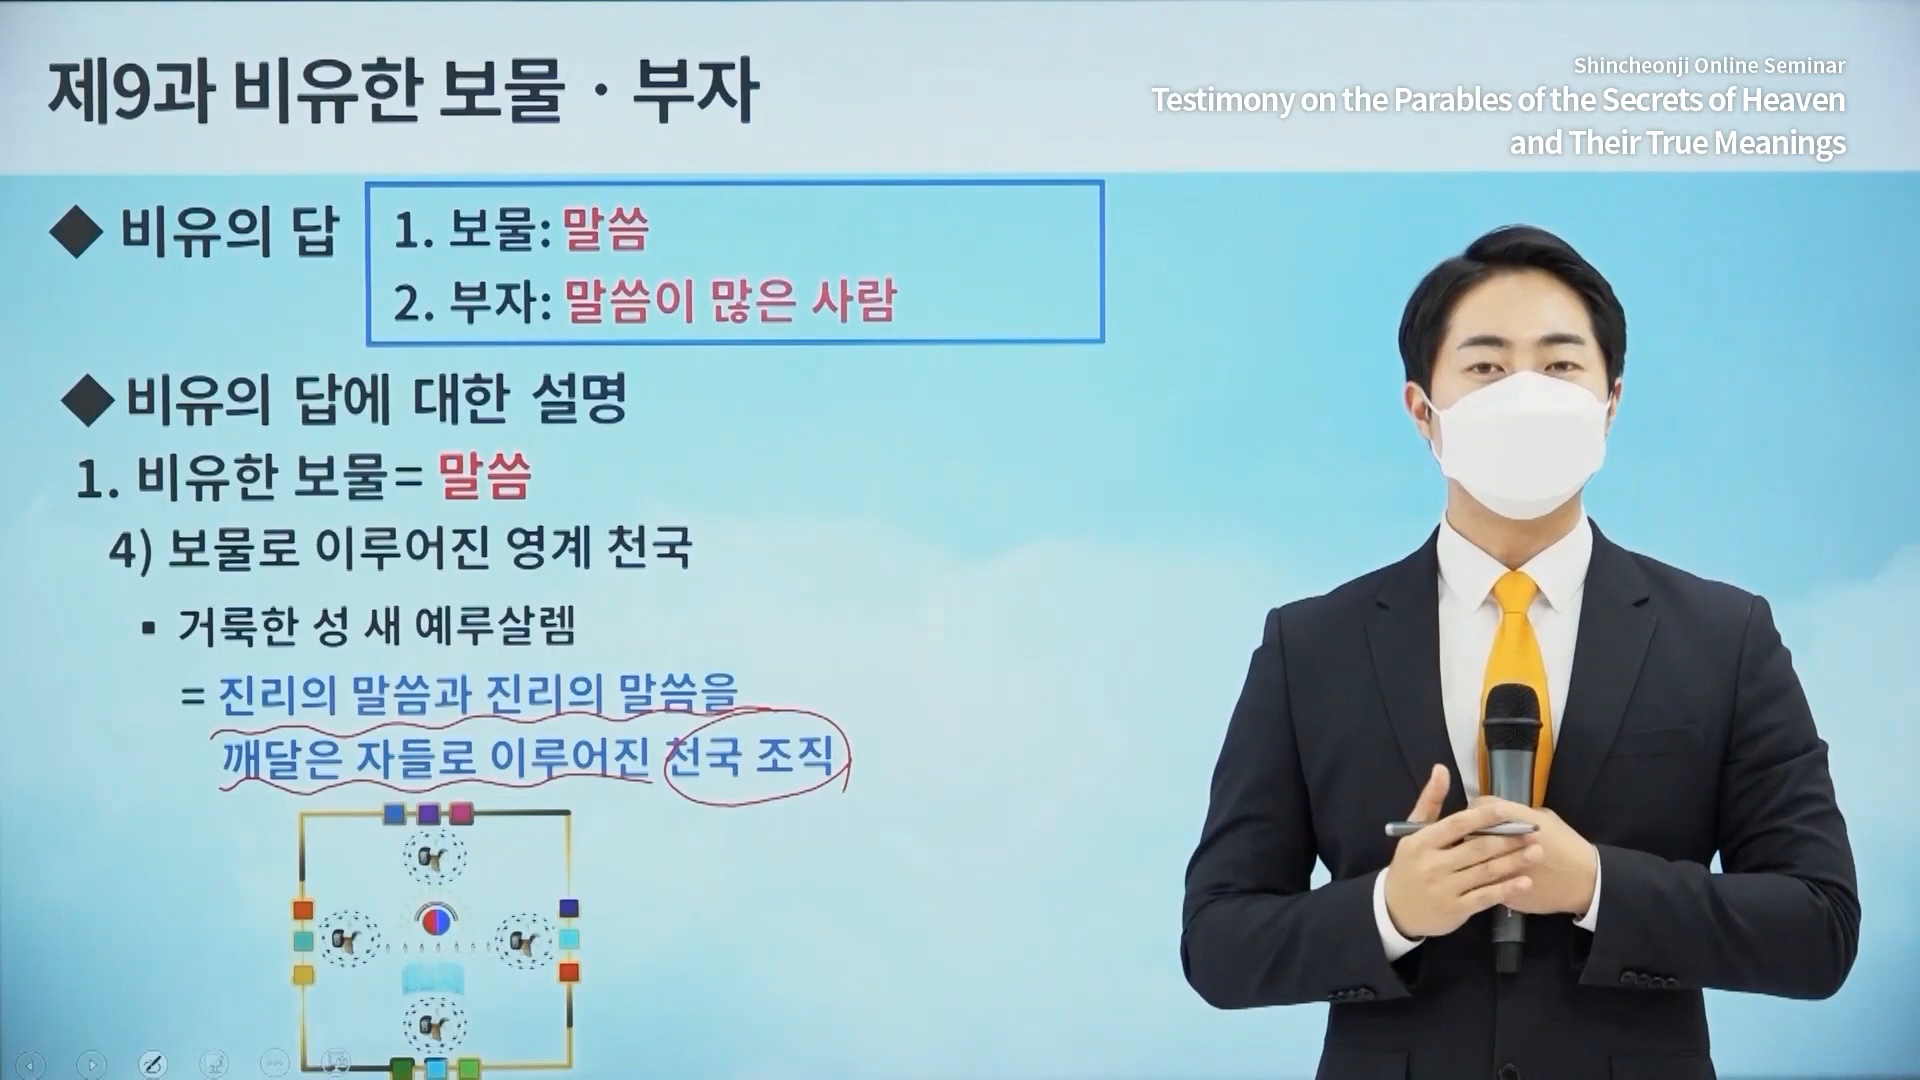 제9과 비유한 보물 · 부자
Shincheonji Online Seminar
Testimony on the Parables of the Secrets of Heaven
and Their True Meanings
◆ 비유의 답
1. 보물: 말씀
2. 부자: 말씀이 많은 사람
◆ 비유의 답에 대한 설명
1. 비유한 보물= 말씀
4) 보물로 이루어진 영계 천국
▪ 거룩한 성 새 예루살렘
= 진리의 말씀과 진리의 말씀을
깨달은 자들로 이루어진 천국 조직